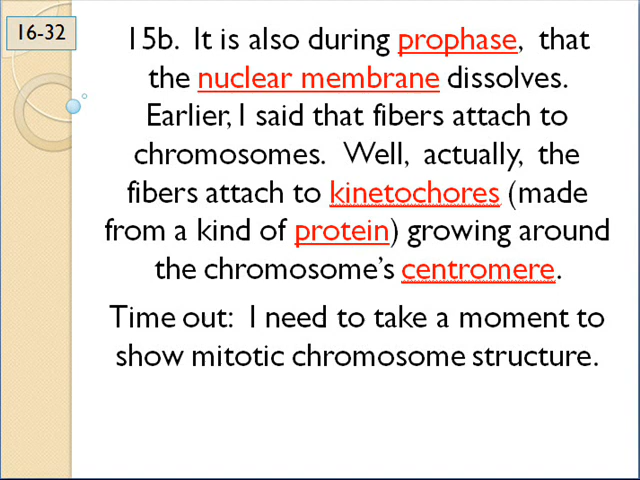 16-32
15b.  It is also during prophase,  that
the nuclear membrane dissolves.
Earlier, I said that fibers attach to
chromosomes.  Well,  actually,  the
fibers attach to kinetochores (made
from a kind of protein) growing around
the chromosome’s centromere.
Time out:  I need to take a moment to
show mitotic chromosome structure.